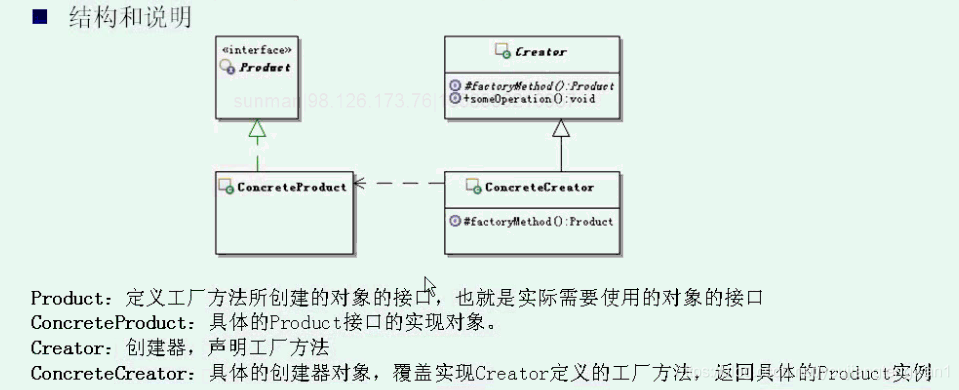 结构和说明
«interface»
Product
Creator
#factoryMethod():Product
+someOperation():void
ConcreteProduct
ConcreteCreator
#factoryMethod():Product
Product: 定义工厂方法所创建的对象的接口，也就是实际需要使用的对象的接口
ConcreteProduct: 具体的Product接口的实现对象。
Creator: 创建器，声明工厂方法
ConcreteCreator: 具体的创建器对象，覆盖实现Creator定义的工厂方法，返回具体的Product实例